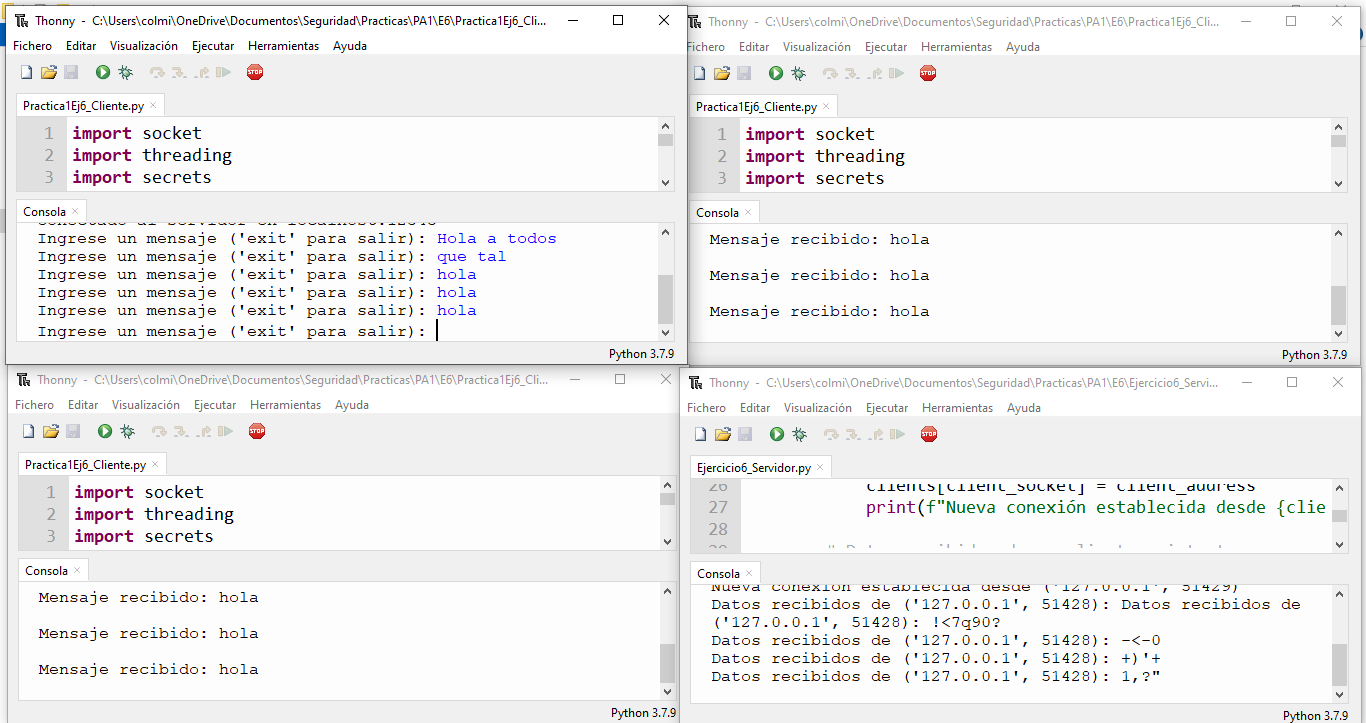 Thonny - C:\Users\colmi\OneDrive\Documentos\Seguridad\Practicas\PA1\E6\Practica1Ej6_Cli...
Fichero Editar Visualización Ejecutar Herramientas Ayuda
STOP
Practica1Ej6_Cliente.py
1 import socket
2 import threading
3 import secrets
Consola
Ingrese un mensaje ('exit' para salir): Hola a todos
Ingrese un mensaje ('exit' para salir): que tal
Ingrese un mensaje ('exit' para salir): hola
Ingrese un mensaje ('exit' para salir): hola
Ingrese un mensaje ('exit' para salir): hola
Ingrese un mensaje ('exit' para salir):
Python 3.7.9
Thonny - C:\Users\colmi\OneDrive\Documentos\Seguridad\Practicas\PA1\E6\Practica1Ej6_Cli...
Fichero Editar Visualización Ejecutar Herramientas Ayuda
STOP
Practica1Ej6_Cliente.py
1 import socket
2 import threading
3 import secrets
Consola
Mensaje recibido: hola
Mensaje recibido: hola
Mensaje recibido: hola
Python 3.7.9
Thonny - C:\Users\colmi\OneDrive\Documentos\Seguridad\Practicas\PA1\E6\Practica1Ej6_Cli...
Fichero Editar Visualización Ejecutar Herramientas Ayuda
STOP
Practica1Ej6_Cliente.py
1 import socket
2 import threading
3 import secrets
Consola
Mensaje recibido: hola
Mensaje recibido: hola
Mensaje recibido: hola
Python 3.7.9
Thonny - C:\Users\colmi\OneDrive\Documentos\Seguridad\Practicas\PA1\E6\Ejercicio6_Servi...
Fichero Editar Visualización Ejecutar Herramientas Ayuda
STOP
Ejercicio6_Servidor.py
26 clients[client_socket] = client_address
27 print(f"Nueva conexión establecida desde {clie
28
Consola
Nueva conexión establecida desde ('127.0.0.1', 51429)
Datos recibidos de ('127.0.0.1', 51428): Datos recibidos de
('127.0.0.1', 51428): !<7q90?
Datos recibidos de ('127.0.0.1', 51428): -<-0
Datos recibidos de ('127.0.0.1', 51428): +)'+
Datos recibidos de ('127.0.0.1', 51428): 1,?"
Python 3.7.9